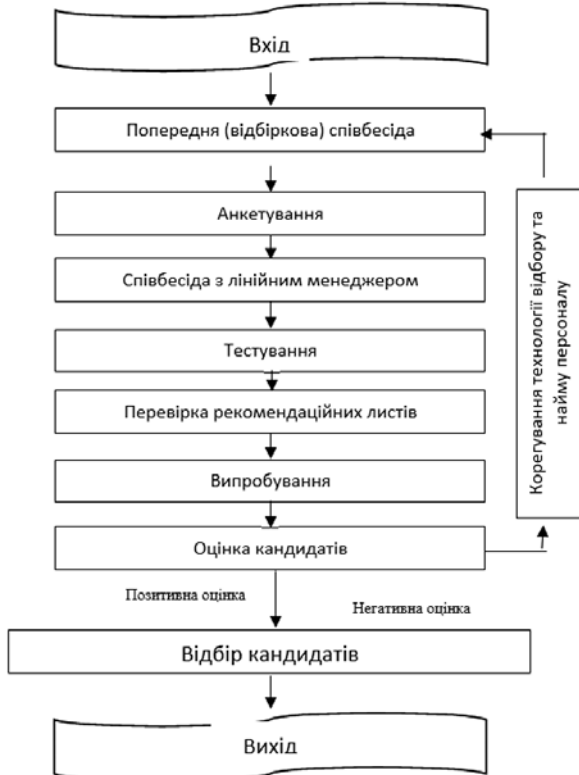 Вхід
Попередня (відбіркова) співбесіда
Анкетування
Співбесіда з лінійним менеджером
Тестування
Перевірка рекомендаційних листів
Випробування
Оцінка кандидатів
Корегування технології відбору та
найму персоналу
Позитивна оцінка
Негативна оцінка
Відбір кандидатів
Вихід